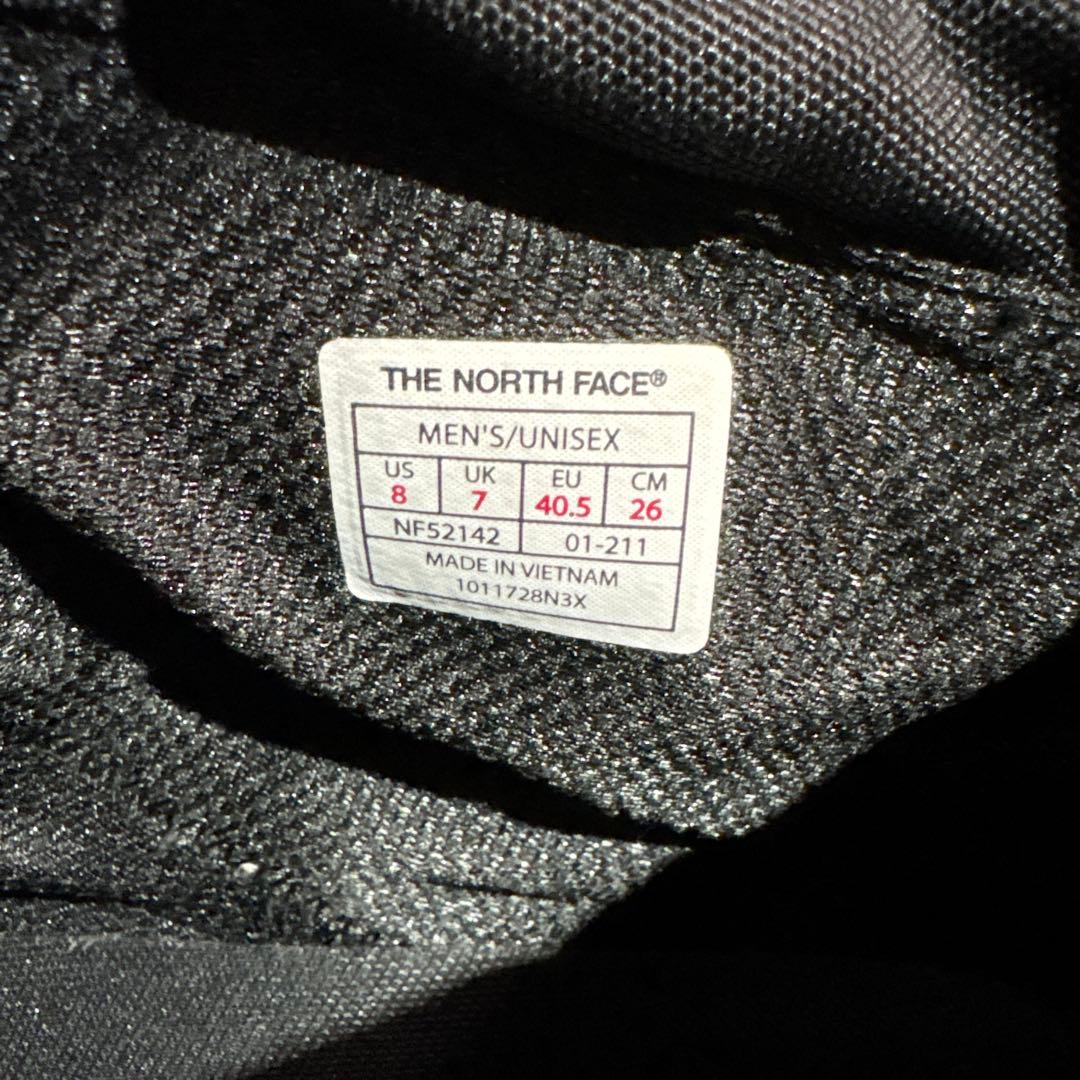 THE NORTH FACE®
MEN'S/UNISEX
US UK EU CM
8 7 40.5 26
NF52142 01-211
MADE IN VIETNAM
1011728N3X